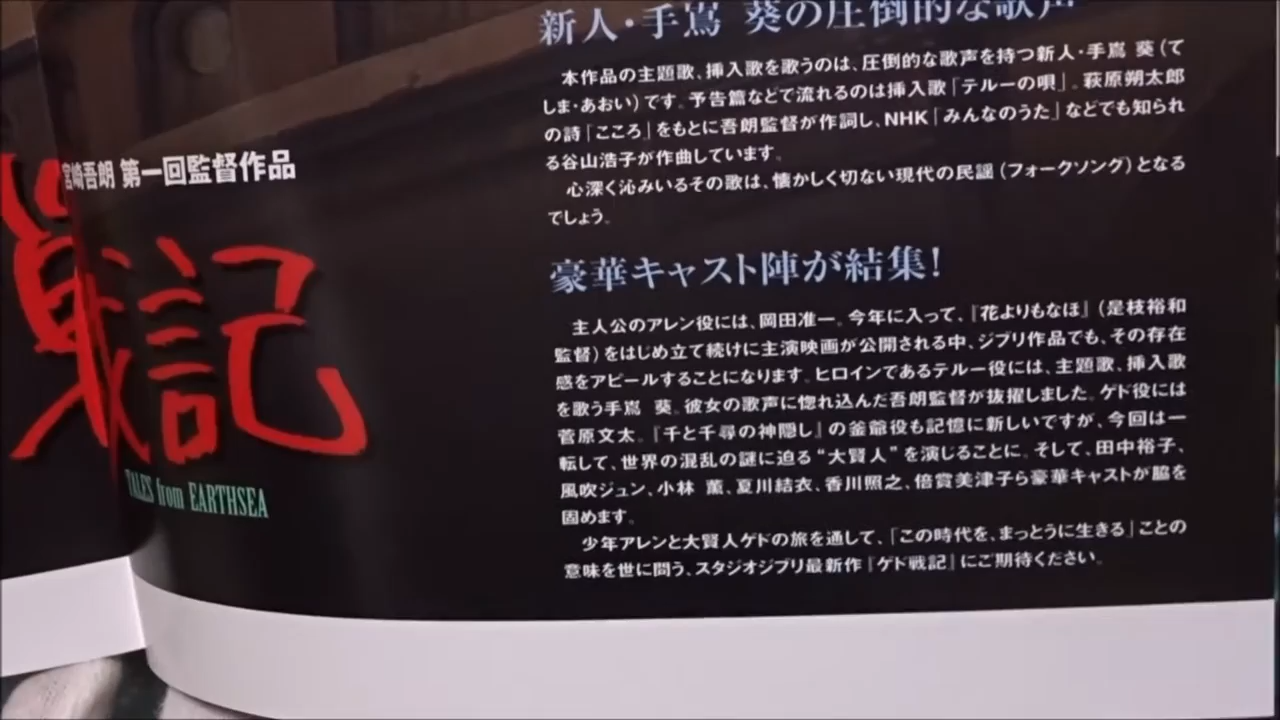 宮崎吾朗 第一回監督作品
戦記
TALES from EARTHSEA
新人・手嶌 葵の圧倒的な歌声
本作品の主題歌、挿入歌を歌うのは、圧倒的な歌声を持つ新人・手嶌 葵(て
しま・あおい)です。予告篇などで流れるのは挿入歌「テルーの唄」。萩原朔太郎
の詩「こころ」をもとに吾朗監督が作詞し、NHK「みんなのうた」などでも知られ
る谷山浩子が作曲しています。
心深く沁みいるその歌は、懐かしく切ない現代の民謡(フォークソング)となる
でしょう。
豪華キャスト陣が結集!
主人公のアレン役には、岡田准一。今年に入って、『花よりもなほ』(是枝裕和
監督)をはじめ立て続けに主演映画が公開される中、ジブリ作品でも、その存在
感をアピールすることになります。ヒロインであるテルー役には、主題歌、挿入歌
を歌う手嶌 葵。彼女の歌声に惚れ込んだ吾朗監督が抜擢しました。ゲド役には
菅原文太。『千と千尋の神隠し』の釜爺役も記憶に新しいですが、今回は一
転して、世界の混乱の謎に迫る“大賢人”を演じることに。そして、田中裕子、
風吹ジュン、小林 薫、夏川結衣、香川照之、倍賞美津子ら豪華キャストが脇を
固めます。
少年アレンと大賢人ゲドの旅を通して、「この時代を、まっとうに生きる」ことの
意味を世に問う、スタジオジブリ最新作『ゲド戦記』にご期待ください。